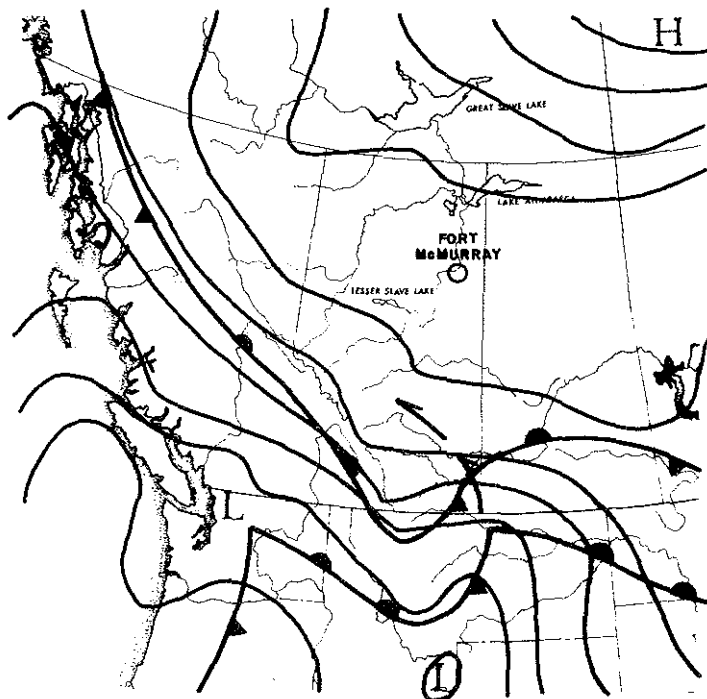 H
GREAT SLAVE LAKE
LAKE ATHABASCA
FORT
McMURRAY
LESSER SLAVE LAKE
L
L